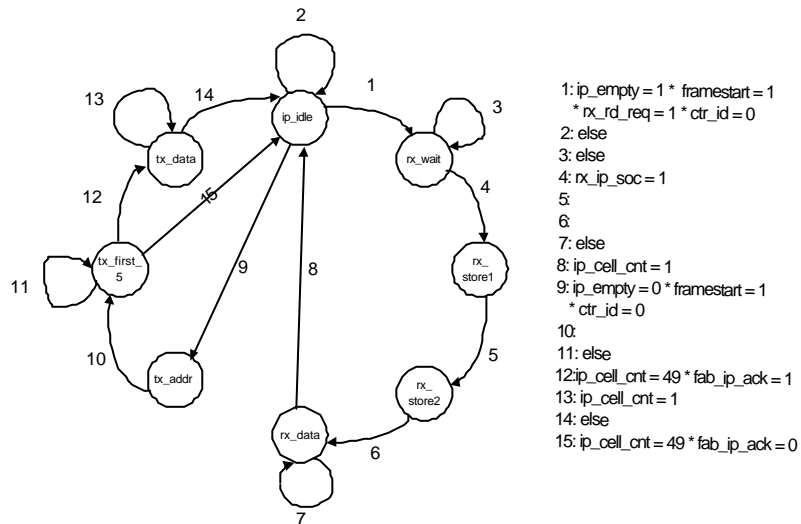 2
13
14
1
ip_idle
3
rx_wait
tx_data
12
15
4
11
tx_first_
5
9
8
rx_
store1
10
tx_addr
5
rx_
store2
rx_data
6
7
1: ip_empty = 1 * framestart = 1
* rx_rd_req = 1 * ctr_id = 0
2: else
3: else
4: rx_ip_soc = 1
5:
6:
7: else
8: ip_cell_cnt = 1
9: ip_empty = 0 * framestart = 1
* ctr_id = 0
10:
11: else
12:ip_cell_cnt = 49 * fab_ip_ack = 1
13: ip_cell_cnt = 1
14: else
15: ip_cell_cnt = 49 * fab_ip_ack = 0